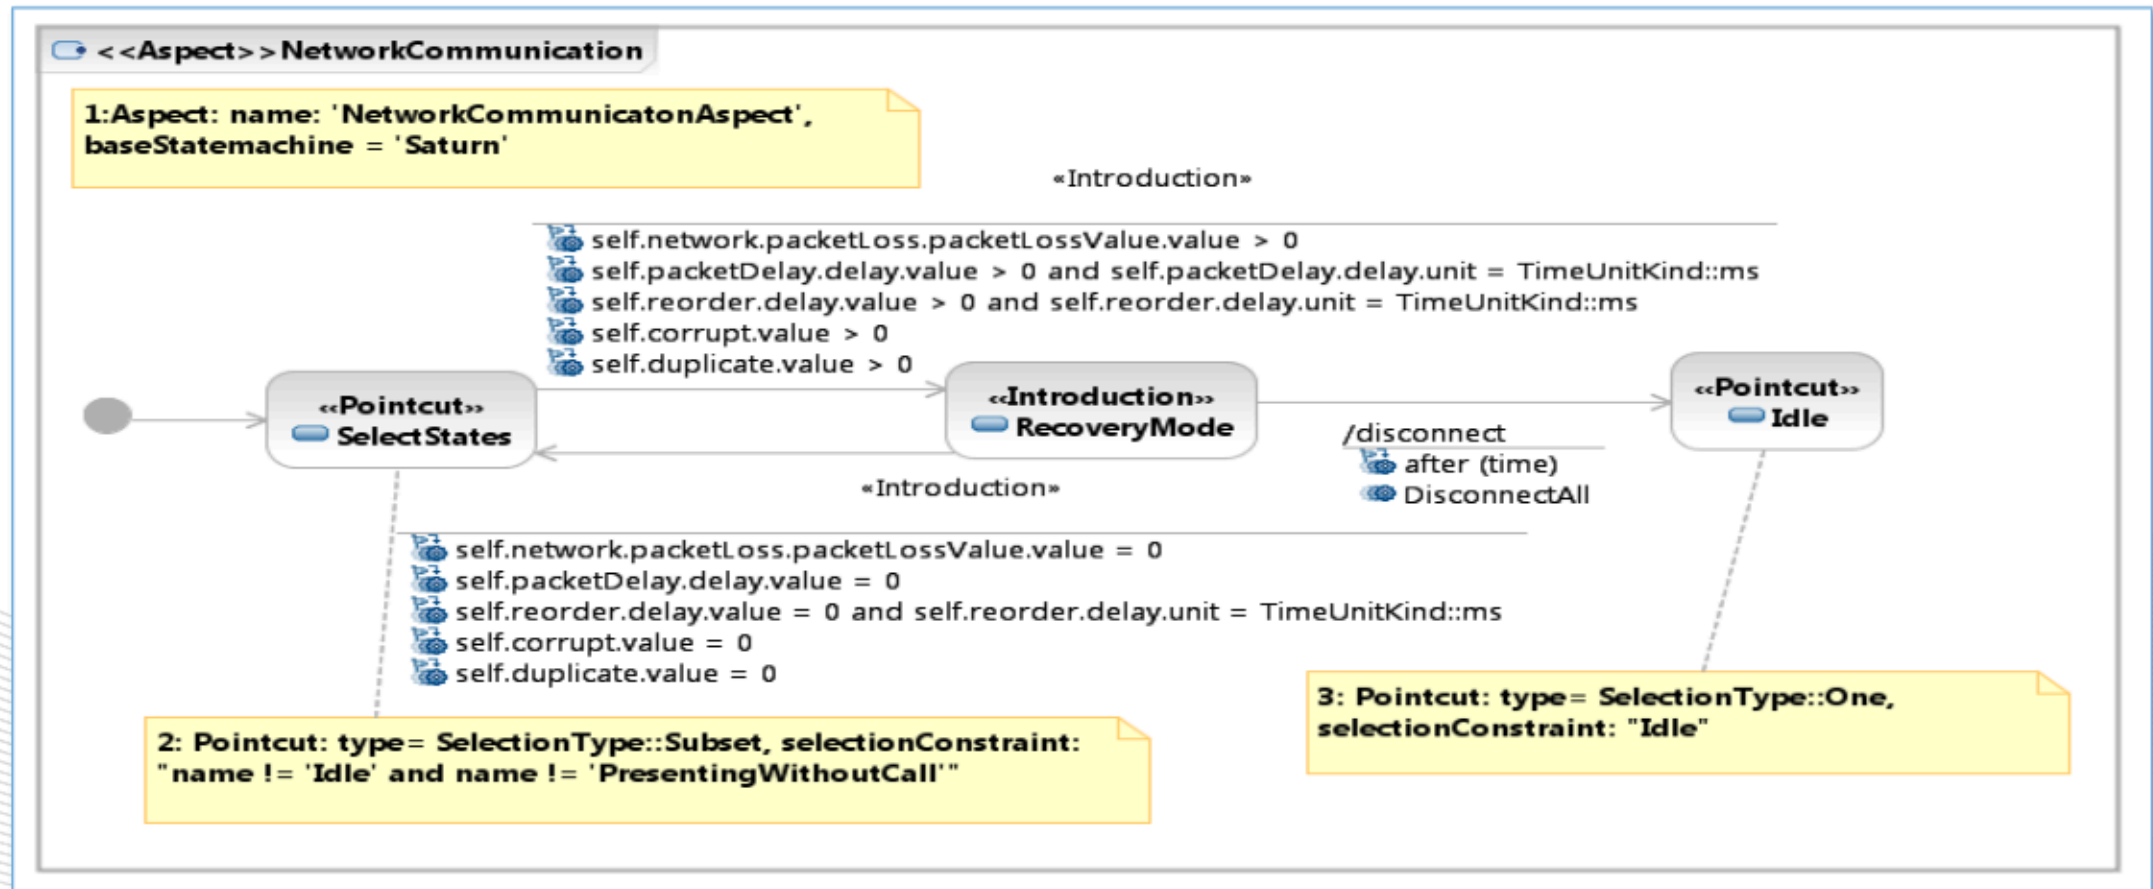 <<Aspect>>NetworkCommunication
1:Aspect: name: 'NetworkCommunicatonAspect',
baseStatemachine = 'Saturn'
«Introduction»
self.network.packetLoss.packetLossValue.value > 0
self.packetDelay.delay.value > 0 and self.packetDelay.delay.unit = TimeUnitKind::ms
self.reorder.delay.value > 0 and self.reorder.delay.unit = TimeUnitKind::ms
self.corrupt.value > 0
self.duplicate.value > 0
«Pointcut»
SelectStates
«Introduction»
RecoveryMode
«Pointcut»
Idle
/disconnect
after (time)
DisconnectAll
«Introduction»
self.network.packetLoss.packetLossValue.value = 0
self.packetDelay.delay.value = 0
self.reorder.delay.value = 0 and self.reorder.delay.unit = TimeUnitKind::ms
self.corrupt.value = 0
self.duplicate.value = 0
2: Pointcut: type= SelectionType::Subset, selectionConstraint:
"name != 'Idle' and name != 'PresentingWithoutCall'"
3: Pointcut: type= SelectionType::One,
selectionConstraint: "Idle"